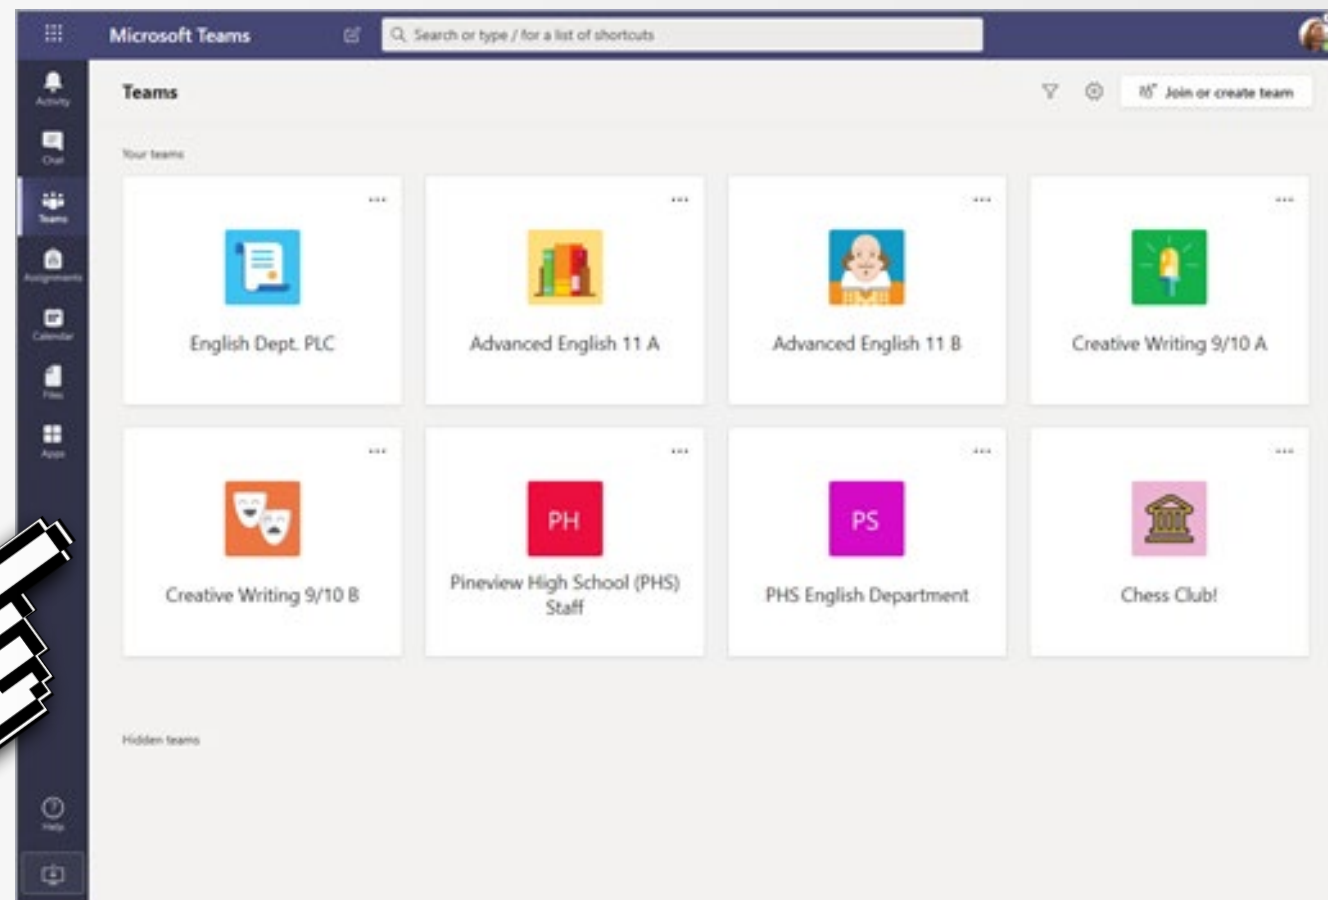 Microsoft Teams
Search or type / for a list of shortcuts
Activity
Chat
Teams
Assignments
Calendar
Files
Apps
Help
Teams
Join or create team
Your teams
English Dept. PLC
Advanced English 11 A
Advanced English 11 B
Creative Writing 9/10 A
Creative Writing 9/10 B
PH
Pineview High School (PHS)
Staff
PS
PHS English Department
Chess Club!
Hidden teams